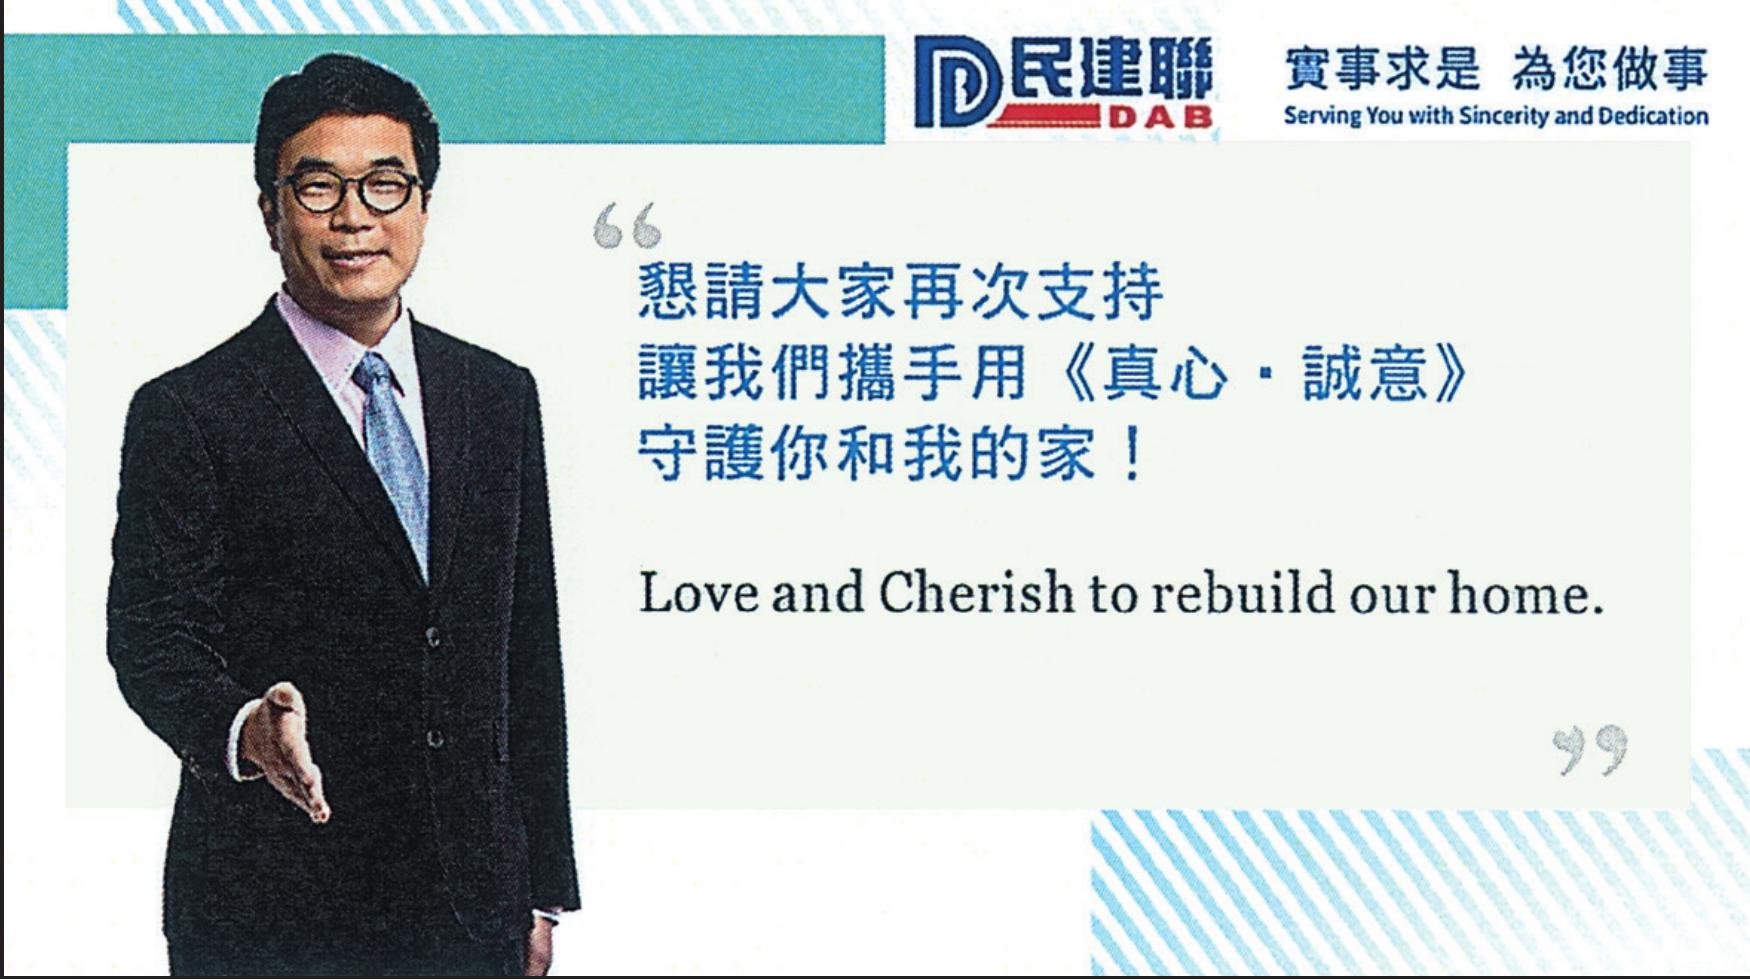 民建聯
DAB
實事求是 為您做事
Serving You with Sincerity and Dedication
“
懇請大家再次支持
讓我們攜手用《真心・誠意》
守護你和我的家！
Love and Cherish to rebuild our home.
”